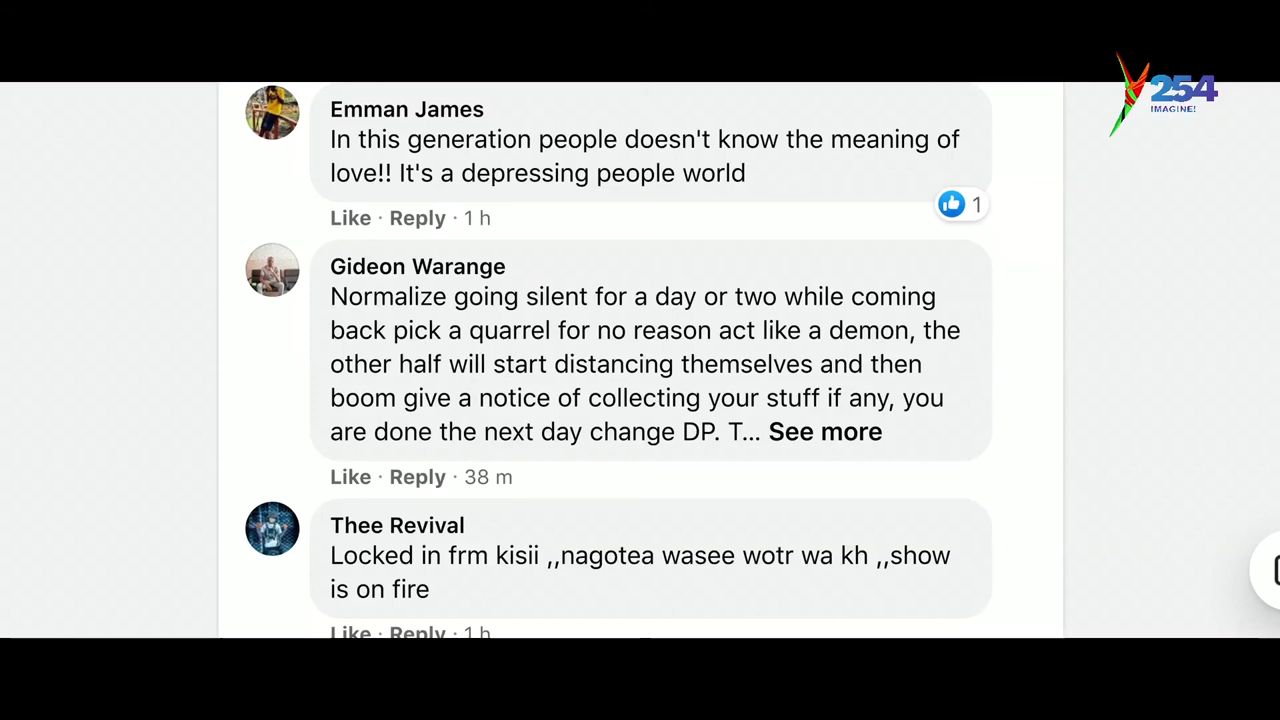 254
IMAGINE!
Emman James
In this generation people doesn't know the meaning of
love!! It's a depressing people world
1
Like · Reply · 1 h
Gideon Warange
Normalize going silent for a day or two while coming
back pick a quarrel for no reason act like a demon, the
other half will start distancing themselves and then
boom give a notice of collecting your stuff if any, you
are done the next day change DP. T... See more
Like · Reply · 38 m
Thee Revival
Locked in frm kisii ,,nagotea wasee wotr wa kh ,,show
is on fire
Like · Reply · 1 h